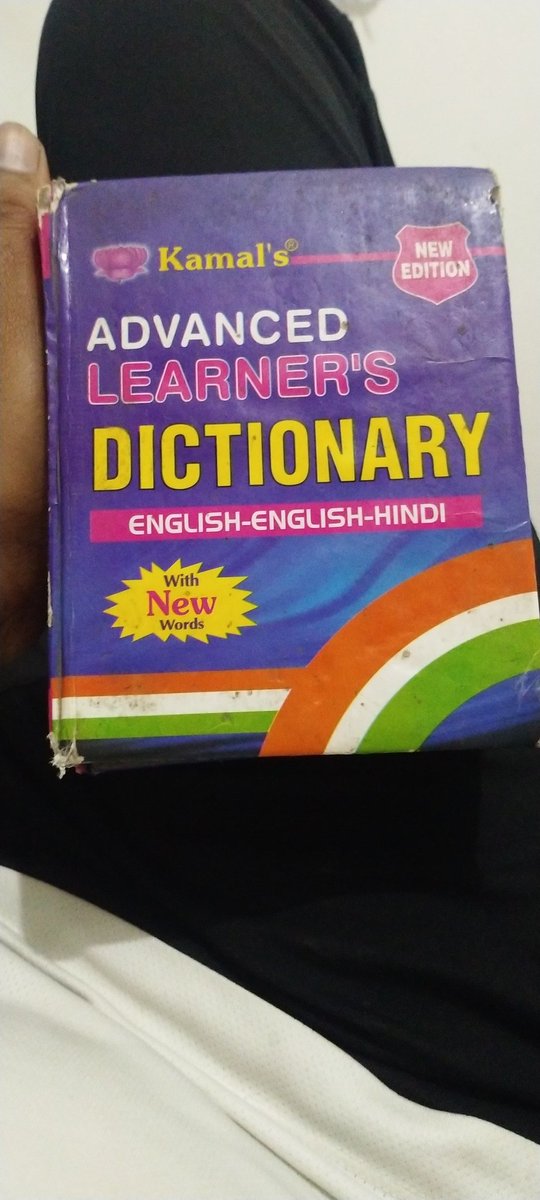 Kamal's®
NEW
EDITION
ADVANCED
LEARNER'S
DICTIONARY
ENGLISH-ENGLISH-HINDI
With
New
Words